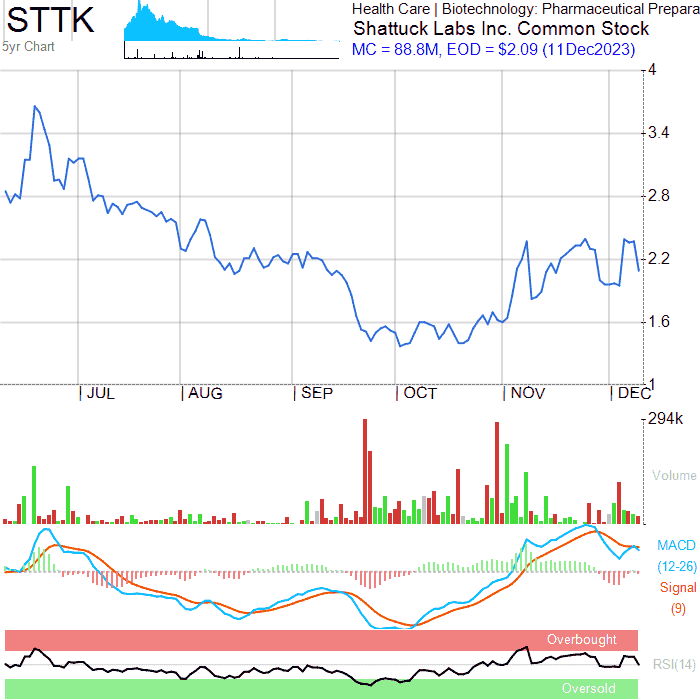 STTK
5yr Chart
Health Care | Biotechnology: Pharmaceutical Prepara
Shattuck Labs Inc. Common Stock
MC = 88.8M, EOD = $2.09 (11Dec2023)
4
3.4
2.8
2.2
1.6
1
| JUL | AUG | SEP | OCT | NOV | DEC
294k
Volume
MACD
(12-26)
Signal
(9)
Overbought
RSI(14)
Oversold